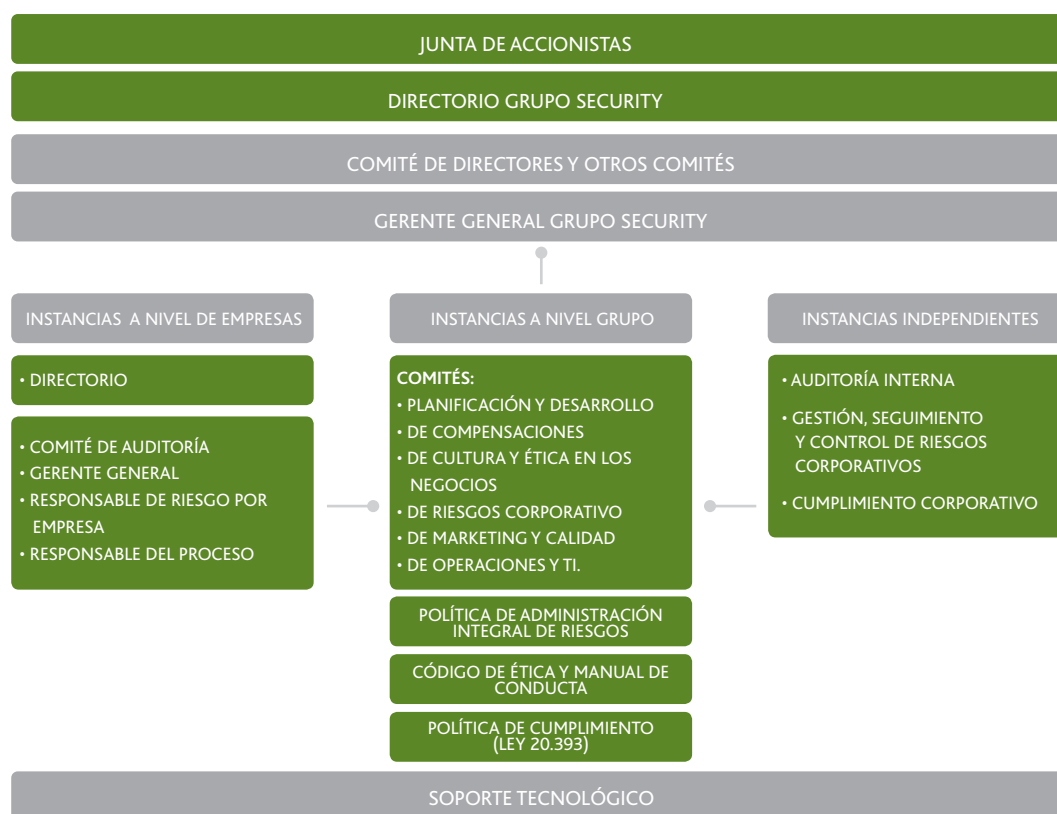 JUNTA DE ACCIONISTAS
DIRECTORIO GRUPO SECURITY
COMITÉ DE DIRECTORES Y OTROS COMITÉS
GERENTE GENERAL GRUPO SECURITY
INSTANCIAS A NIVEL DE EMPRESAS
• DIRECTORIO
• COMITÉ DE AUDITORÍA
• GERENTE GENERAL
• RESPONSABLE DE RIESGO POR
EMPRESA
• RESPONSABLE DEL PROCESO
INSTANCIAS A NIVEL GRUPO
COMITÉS:
• PLANIFICACIÓN Y DESARROLLO
• DE COMPENSACIONES
• DE CULTURA Y ÉTICA EN LOS
NEGOCIOS
• DE RIESGOS CORPORATIVO
• DE MARKETING Y CALIDAD
• DE OPERACIONES Y TI.
POLÍTICA DE ADMINISTRACIÓN
INTEGRAL DE RIESGOS
CÓDIGO DE ÉTICA Y MANUAL DE
CONDUCTA
POLÍTICA DE CUMPLIMIENTO
(LEY 20.393)
INSTANCIAS INDEPENDIENTES
• AUDITORÍA INTERNA
• GESTIÓN, SEGUIMIENTO
Y CONTROL DE RIESGOS
CORPORATIVOS
• CUMPLIMIENTO CORPORATIVO
SOPORTE TECNOLÓGICO